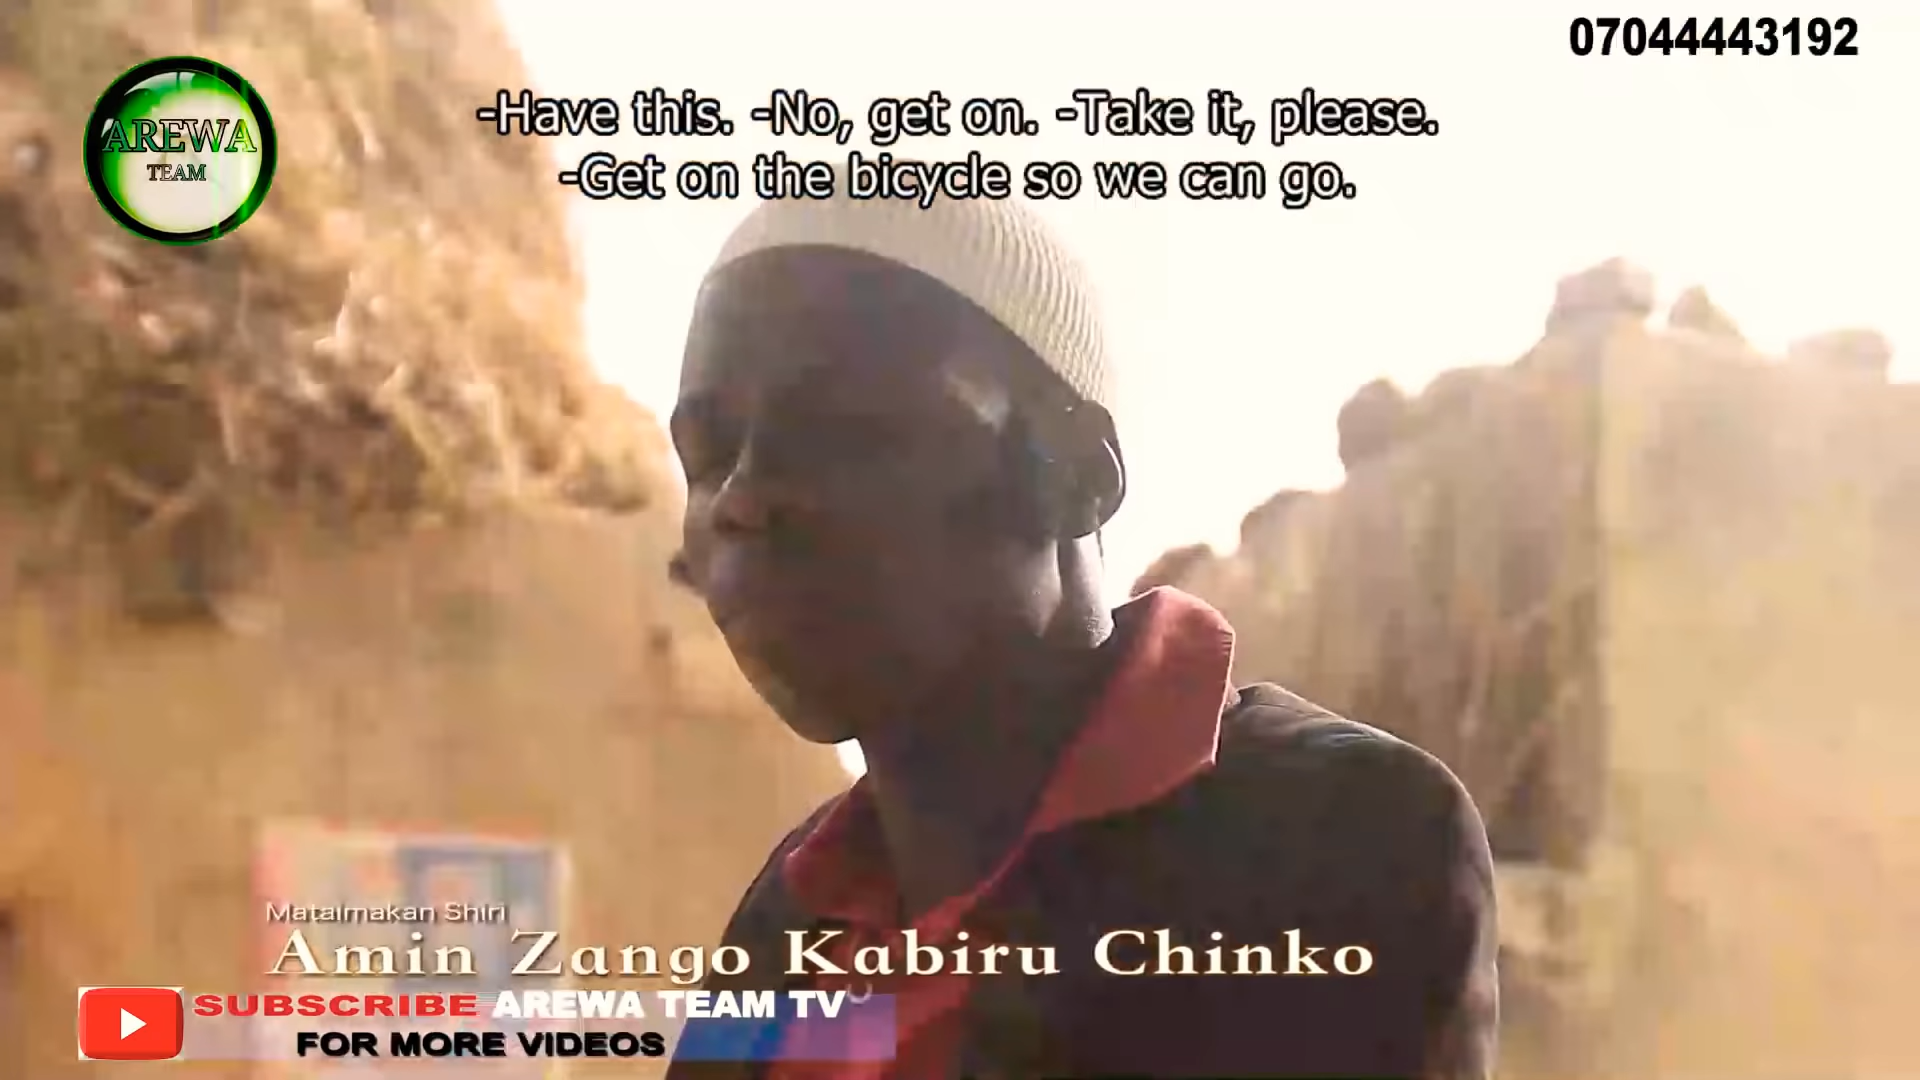 07044443192
AREWA
TEAM
-Have this. -No, get on. -Take it, please.
-Get on the bicycle so we can go.
Mataimakan Shiri
Amin Zango Kabiru Chinko
SUBSCRIBE AREWA TEAM TV
FOR MORE VIDEOS